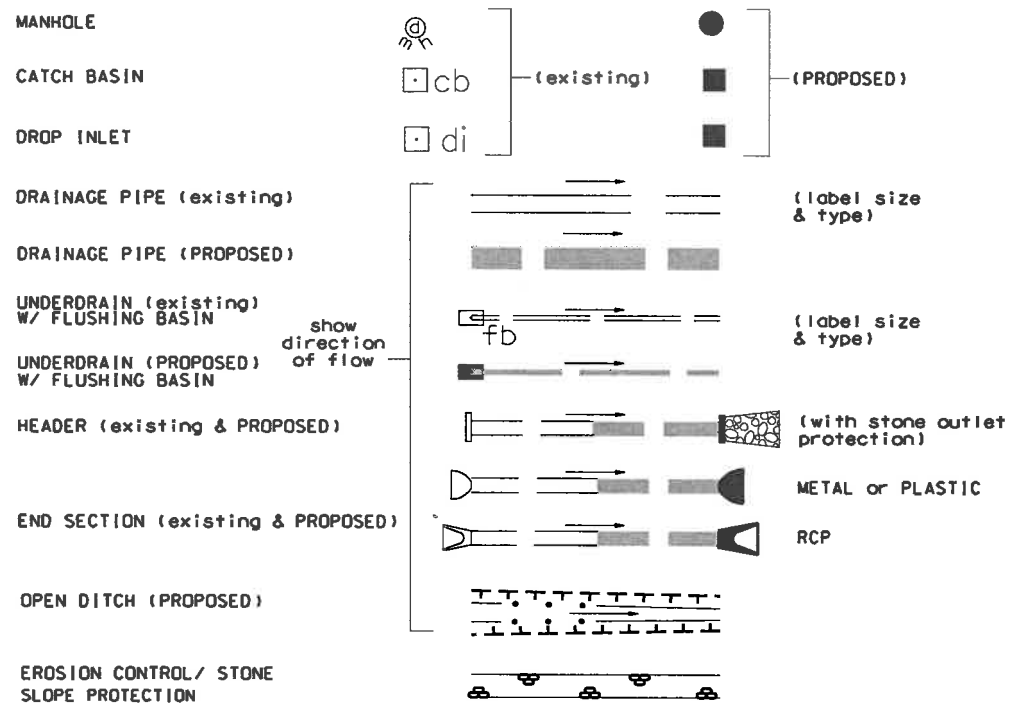 MANHOLE
d
mh
CATCH BASIN
cb
(existing)
(PROPOSED)
DROP INLET
di
DRAINAGE PIPE (existing)
(label size
& type)
DRAINAGE PIPE (PROPOSED)
UNDERDRAIN (existing)
W/ FLUSHING BASIN
fb
(label size
& type)
show
direction
of flow
UNDERDRAIN (PROPOSED)
W/ FLUSHING BASIN
HEADER (existing & PROPOSED)
(with stone outlet
protection)
METAL or PLASTIC
END SECTION (existing & PROPOSED)
RCP
OPEN DITCH (PROPOSED)
EROSION CONTROL/ STONE
SLOPE PROTECTION